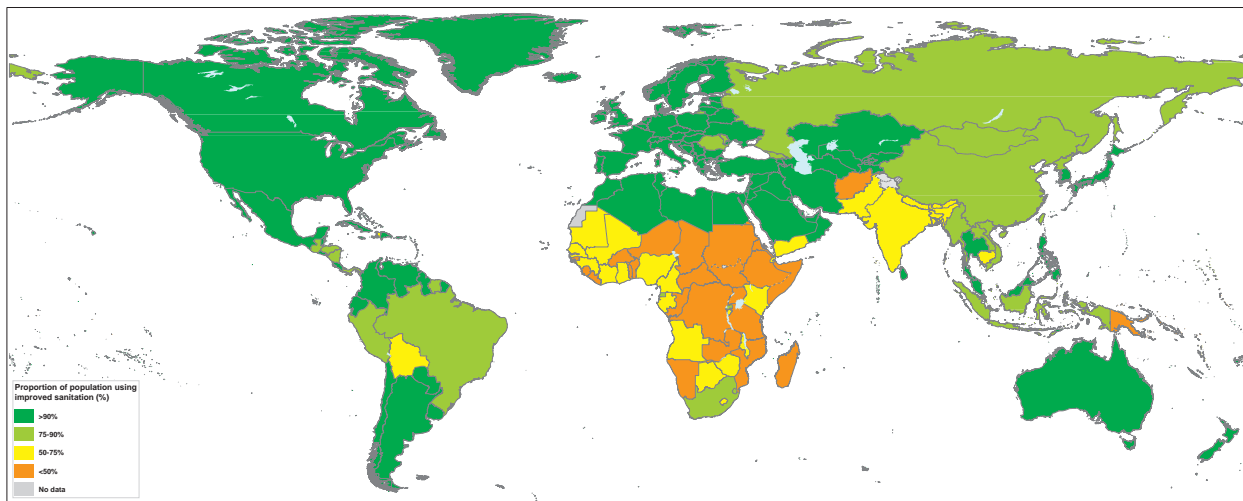 Proportion of population using
improved sanitation (%)
>90%
75-90%
50-75%
<50%
No data